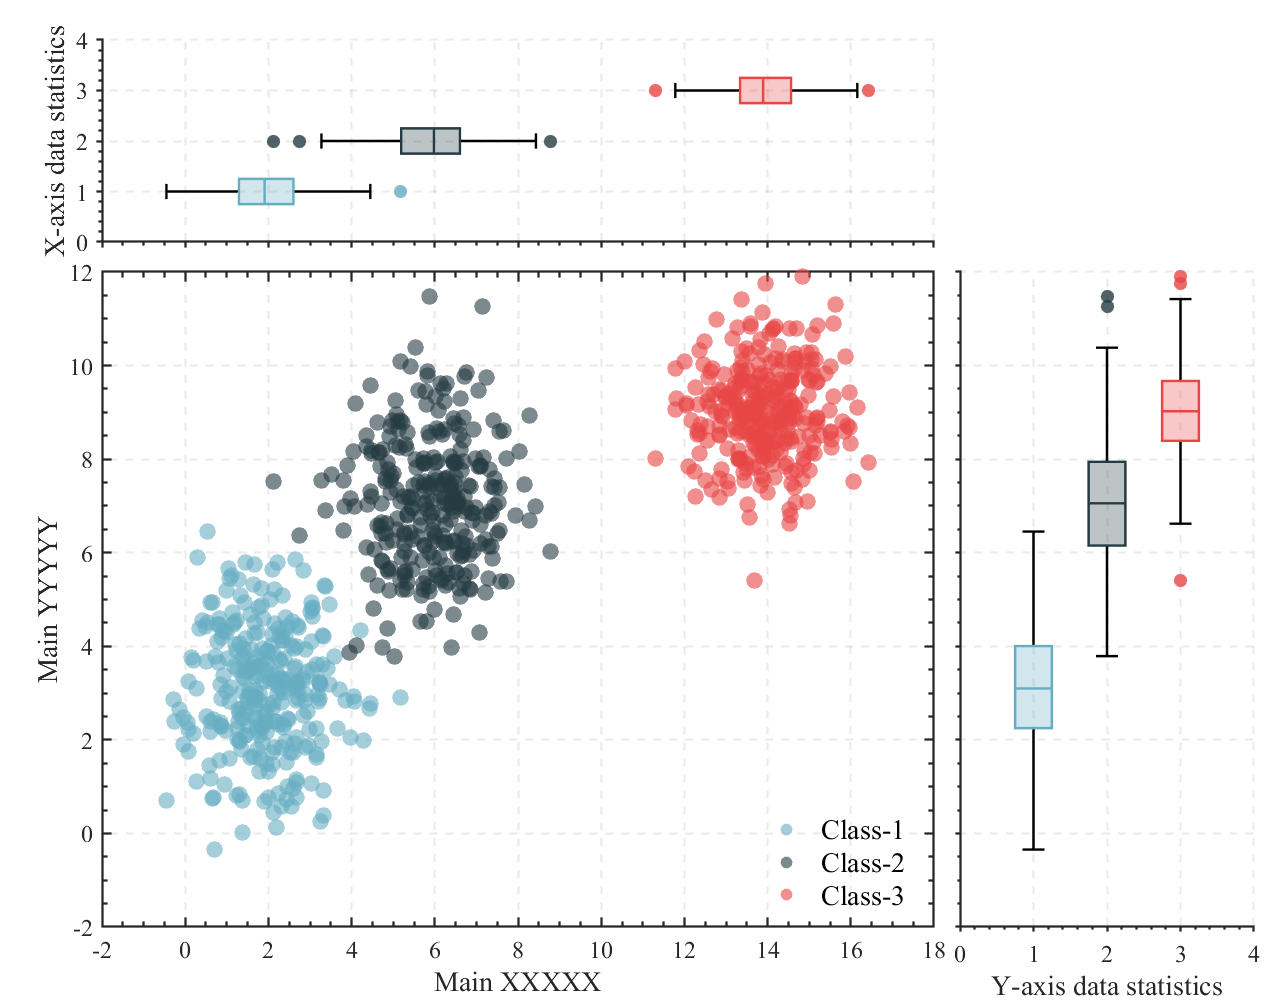 X-axis data statistics
4
3
2
1
0
12
10
8
6
4
2
0
-2
Main YYYYY
-2 0 2 4 6 8 10 12 14 16 18
Main XXXXX
Class-1
Class-2
Class-3
0 1 2 3 4
Y-axis data statistics